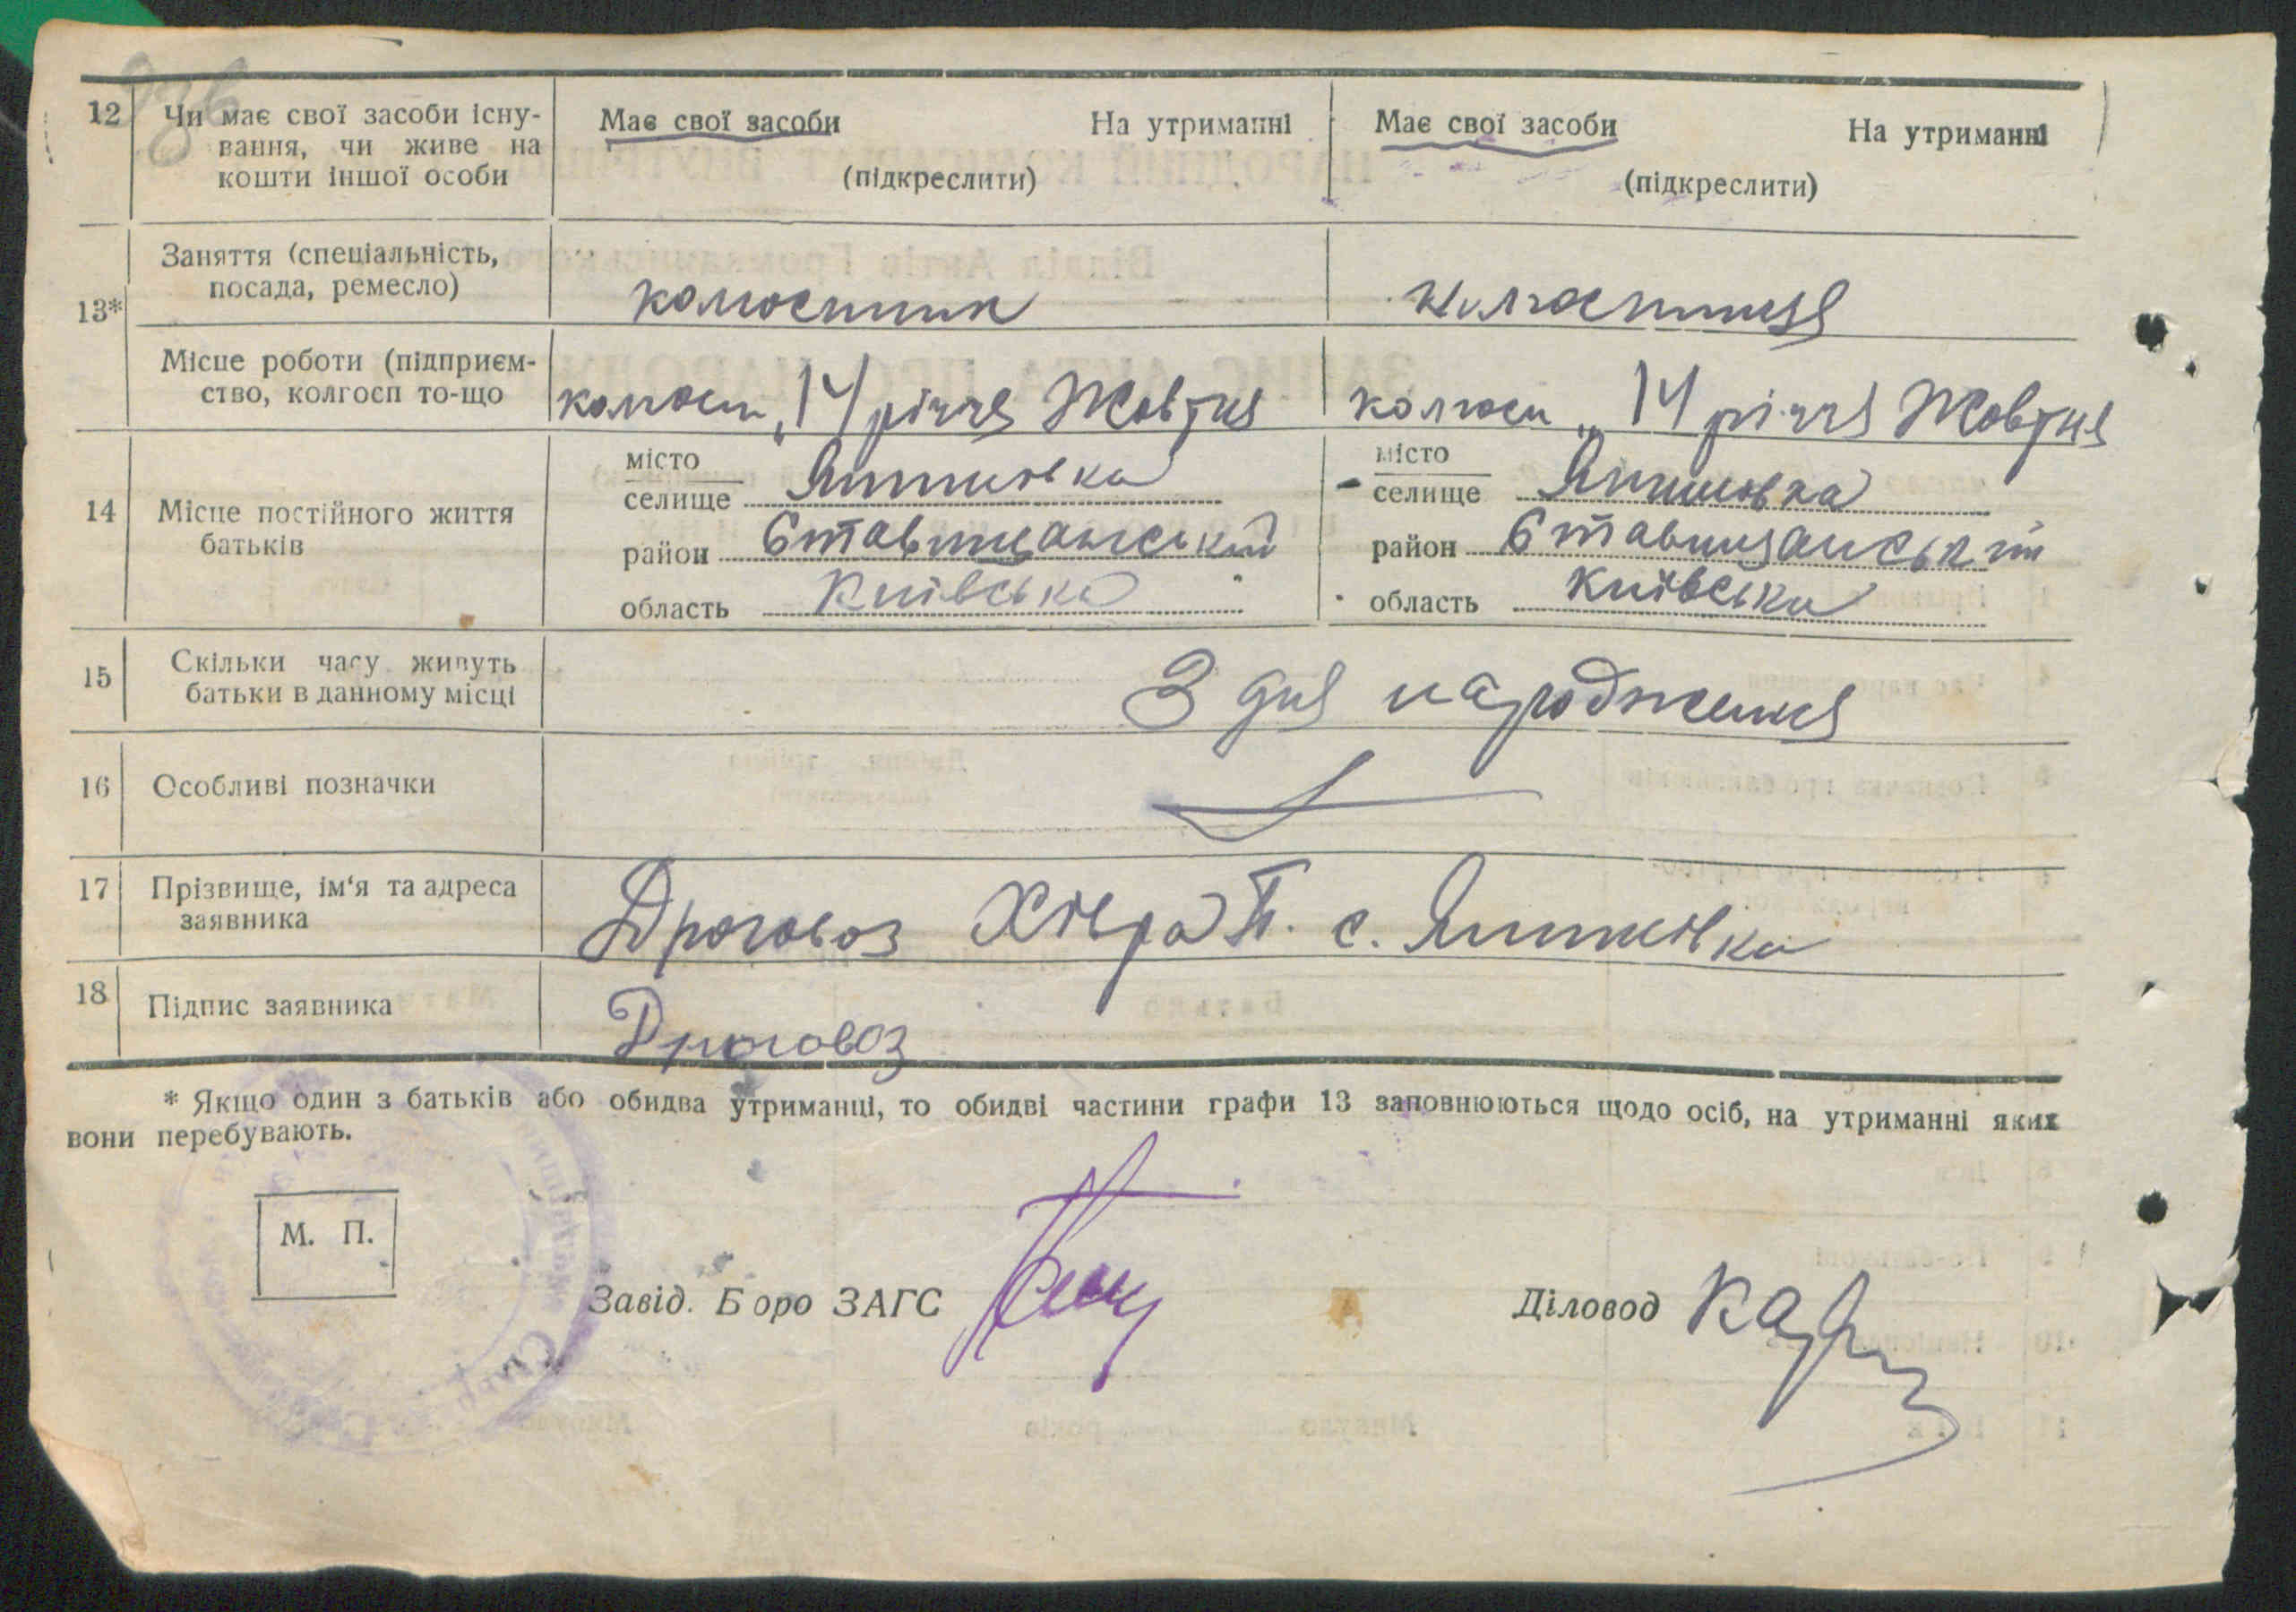 12 Чи має свої засоби існу-
вання, чи живе на
кошти іншої особи
Має свої засоби На утриманні
(підкреслити)
Має свої засоби На утриманні
(підкреслити)
13*
Заняття (спеціальність,
посада, ремесло)
колгоспник
колгоспниця
Місце роботи (підприєм-
ство, колгосп то-що
колгосп „14 річчя Жовтня
колгосп „14 річчя Жовтня
14 Місце постійного життя
батьків
місто
селище
район Ставищанський
область Київська
місто
селище
район Ставищанський
область Київська
15 Скільки часу живуть
батьки в данному місці
З дня народження
16 Особливі позначки
17 Прізвище, ім'я та адреса
заявника
Дроговоз Хівра П. с.
18 Підпис заявника
Дроговоз
* Якщо один з батьків або обидва утриманці, то обидві частини графи 13 заповнюються щодо осіб, на утриманні яких
вони перебувають.
М. П.
Завід. Бюро ЗАГС
Діловод